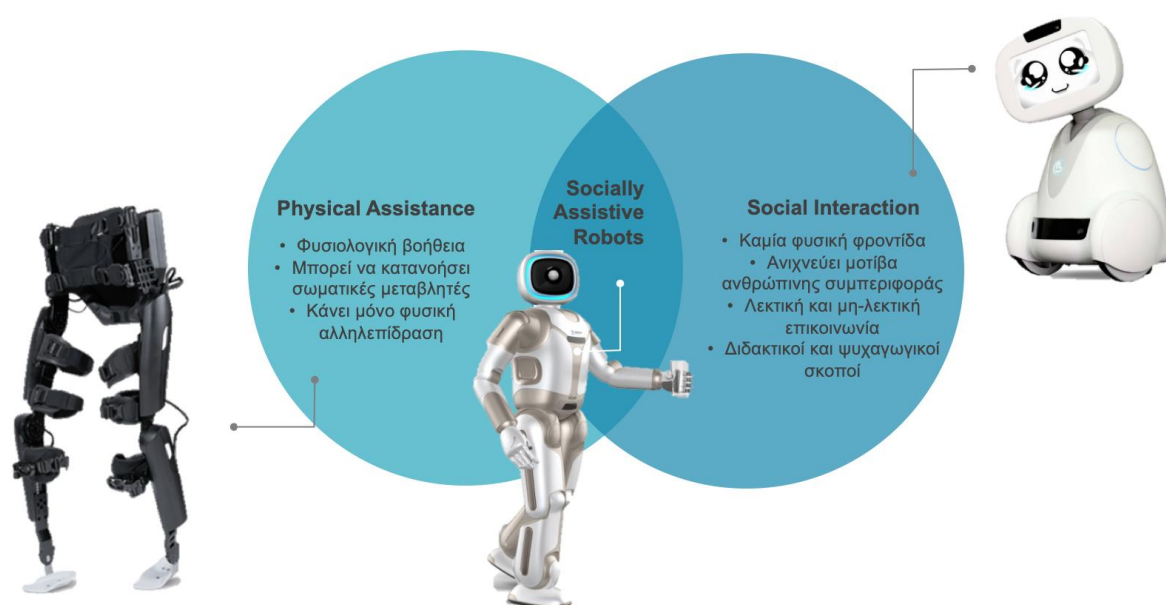 Physical Assistance
• Φυσιολογική βοήθεια
• Μπορεί να κατανοήσει
σωματικές μεταβλητές
• Κάνει μόνο φυσική
αλληλεπίδραση
Socially
Assistive
Robots
Social Interaction
• Καμία φυσική φροντίδα
• Ανιχνεύει μοτίβα
ανθρώπινης συμπεριφοράς
• Λεκτική και μη-λεκτική
επικοινωνία
• Διδακτικοί και ψυχαγωγικοί
σκοποί